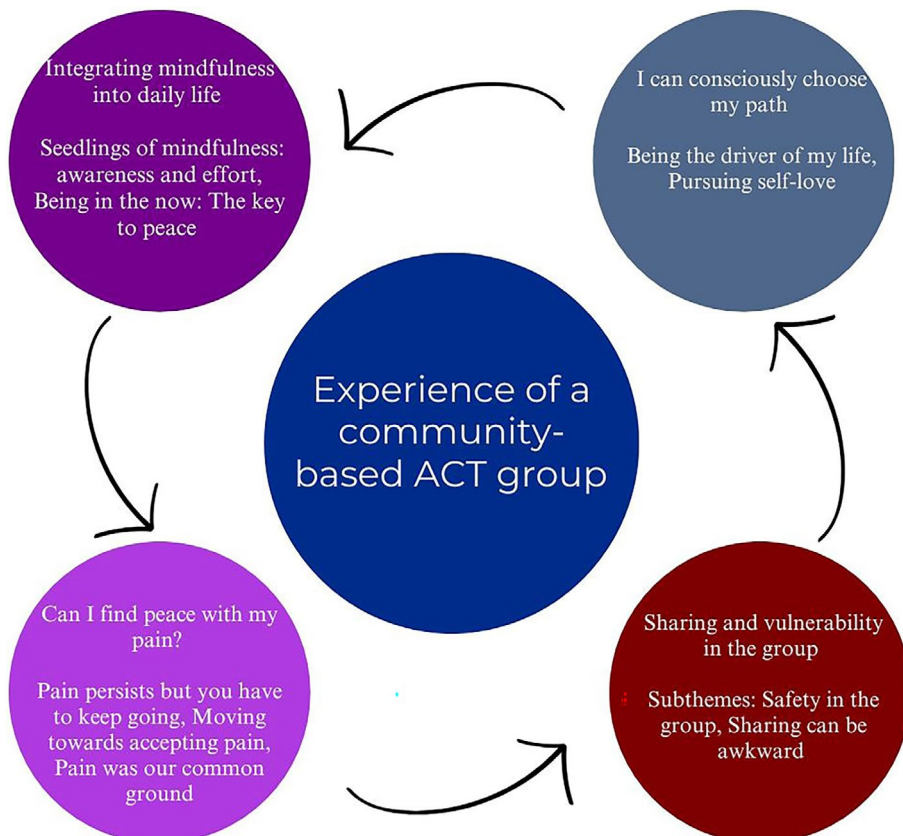 Integrating mindfulness
into daily life
Seedlings of mindfulness:
awareness and effort,
Being in the now: The key
to peace
I can consciously choose
my path
Being the driver of my life,
Pursuing self-love
Experience of a
community-
based ACT group
Can I find peace with my
pain?
Pain persists but you have
to keep going, Moving
towards accepting pain,
Pain was our common
ground
Sharing and vulnerability
in the group
Subthemes: Safety in the
group, Sharing can be
awkward